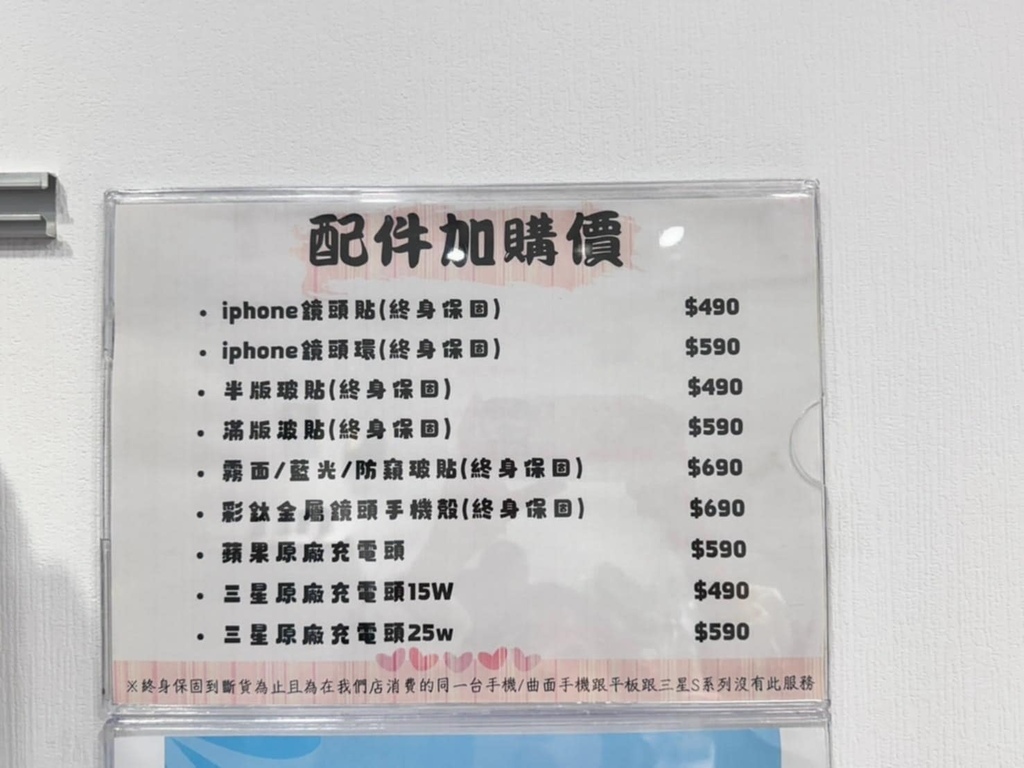 配件加購價
• iphone鏡頭貼(終身保固) $490
• iphone鏡頭環(終身保固) $590
• 半版玻貼(終身保固) $490
• 滿版波貼(終身保固) $590
• 霧面/藍光/防窺玻貼(終身保固) $690
• 彩鈦金屬鏡頭手機殼(終身保固) $690
• 蘋果原廠充電頭 $590
• 三星原廠充電頭15W $490
• 三星原廠充電頭25w $590
※終身保固到斷貨為止且為在我們店消費的同一台手機/曲面手機跟平板跟三星S系列沒有此服務